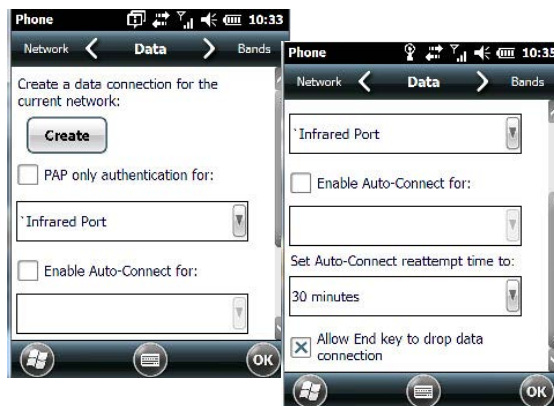 Phone 10:33
Network Data Bands
Create a data connection for the
current network:
Create
PAP only authentication for:
`Infrared Port
Enable Auto-Connect for:
OK
Phone 10:35
Network Data Bands
`Infrared Port
Enable Auto-Connect for:
Set Auto-Connect reattempt time to:
30 minutes
Allow End key to drop data
connection
OK